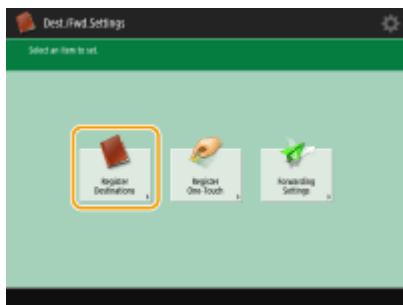 Dest./Fwd.Settings
Select an item to set.
Register
Destinations
Register
One-Touch
Forwarding
Settings